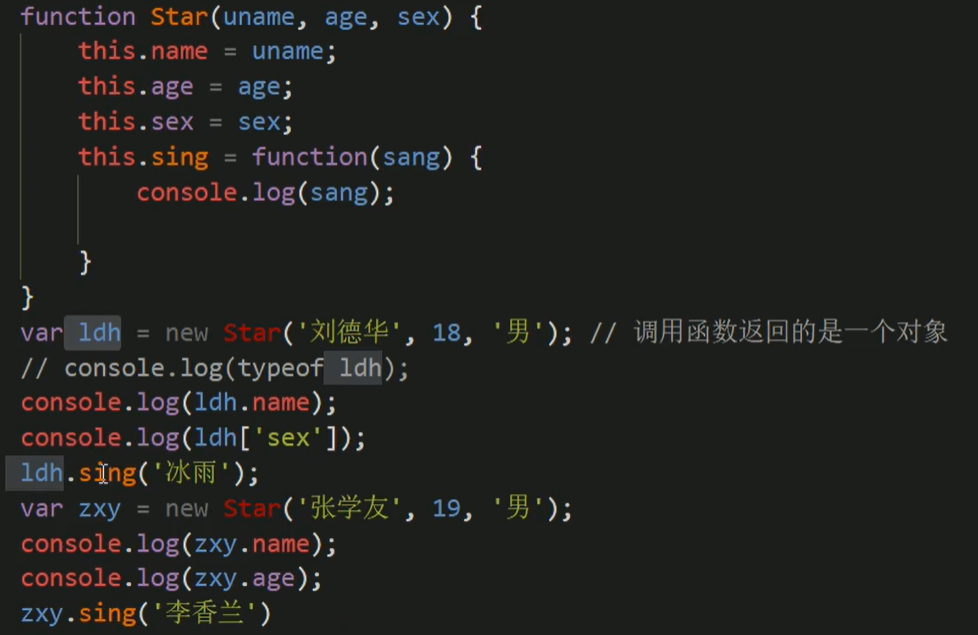 function Star(uname, age, sex) {
this.name = uname;
this.age = age;
this.sex = sex;
this.sing = function(sang) {
console.log(sang);
}
}
var ldh = new Star('刘德华', 18, '男'); // 调用函数返回的是一个对象
// console.log(typeof ldh);
console.log(ldh.name);
console.log(ldh['sex']);
ldh.sing('冰雨');
var zxy = new Star('张学友', 19, '男');
console.log(zxy.name);
console.log(zxy.age);
zxy.sing('李香兰')